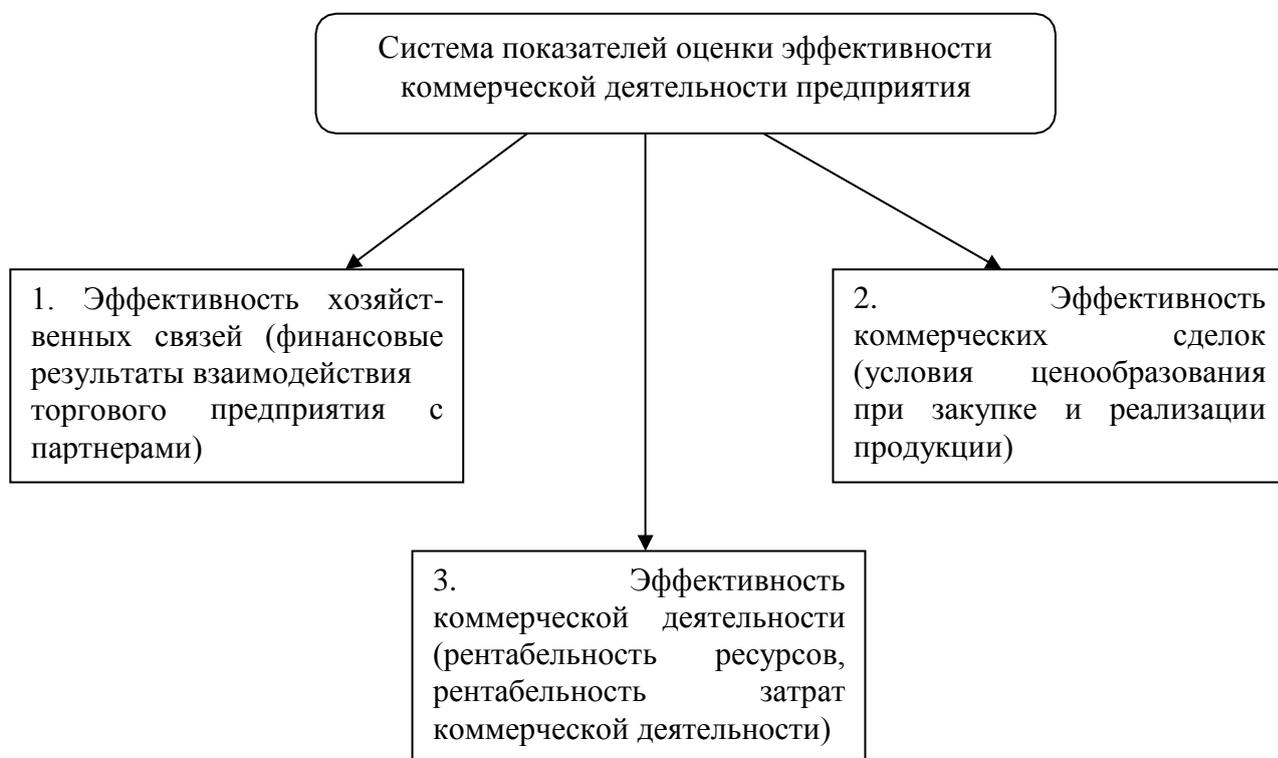 Система показателей оценки эффективности
коммерческой деятельности предприятия
1. Эффективность хозяйст-
венных связей (финансовые
результаты взаимодействия
торгового предприятия с
партнерами)
2. Эффективность
коммерческих сделок
(условия ценообразования
при закупке и реализации
продукции)
3. Эффективность
коммерческой деятельности
(рентабельность ресурсов,
рентабельность затрат
коммерческой деятельности)